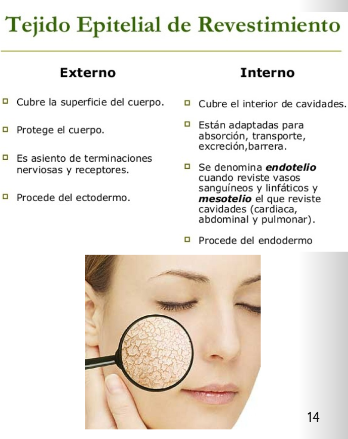 Tejido Epitelial de Revestimiento
Externo
Cubre la superficie del cuerpo.
Protege el cuerpo.
Es asiento de terminaciones
nerviosas y receptores.
Procede del ectodermo.
Interno
Cubre el interior de cavidades.
Están adaptadas para
absorción, transporte,
excreción,barrera.
Se denomina endotelio
cuando reviste vasos
sanguíneos y linfáticos y
mesotelio el que reviste
cavidades (cardiaca,
abdominal y pulmonar).
Procede del endodermo
14